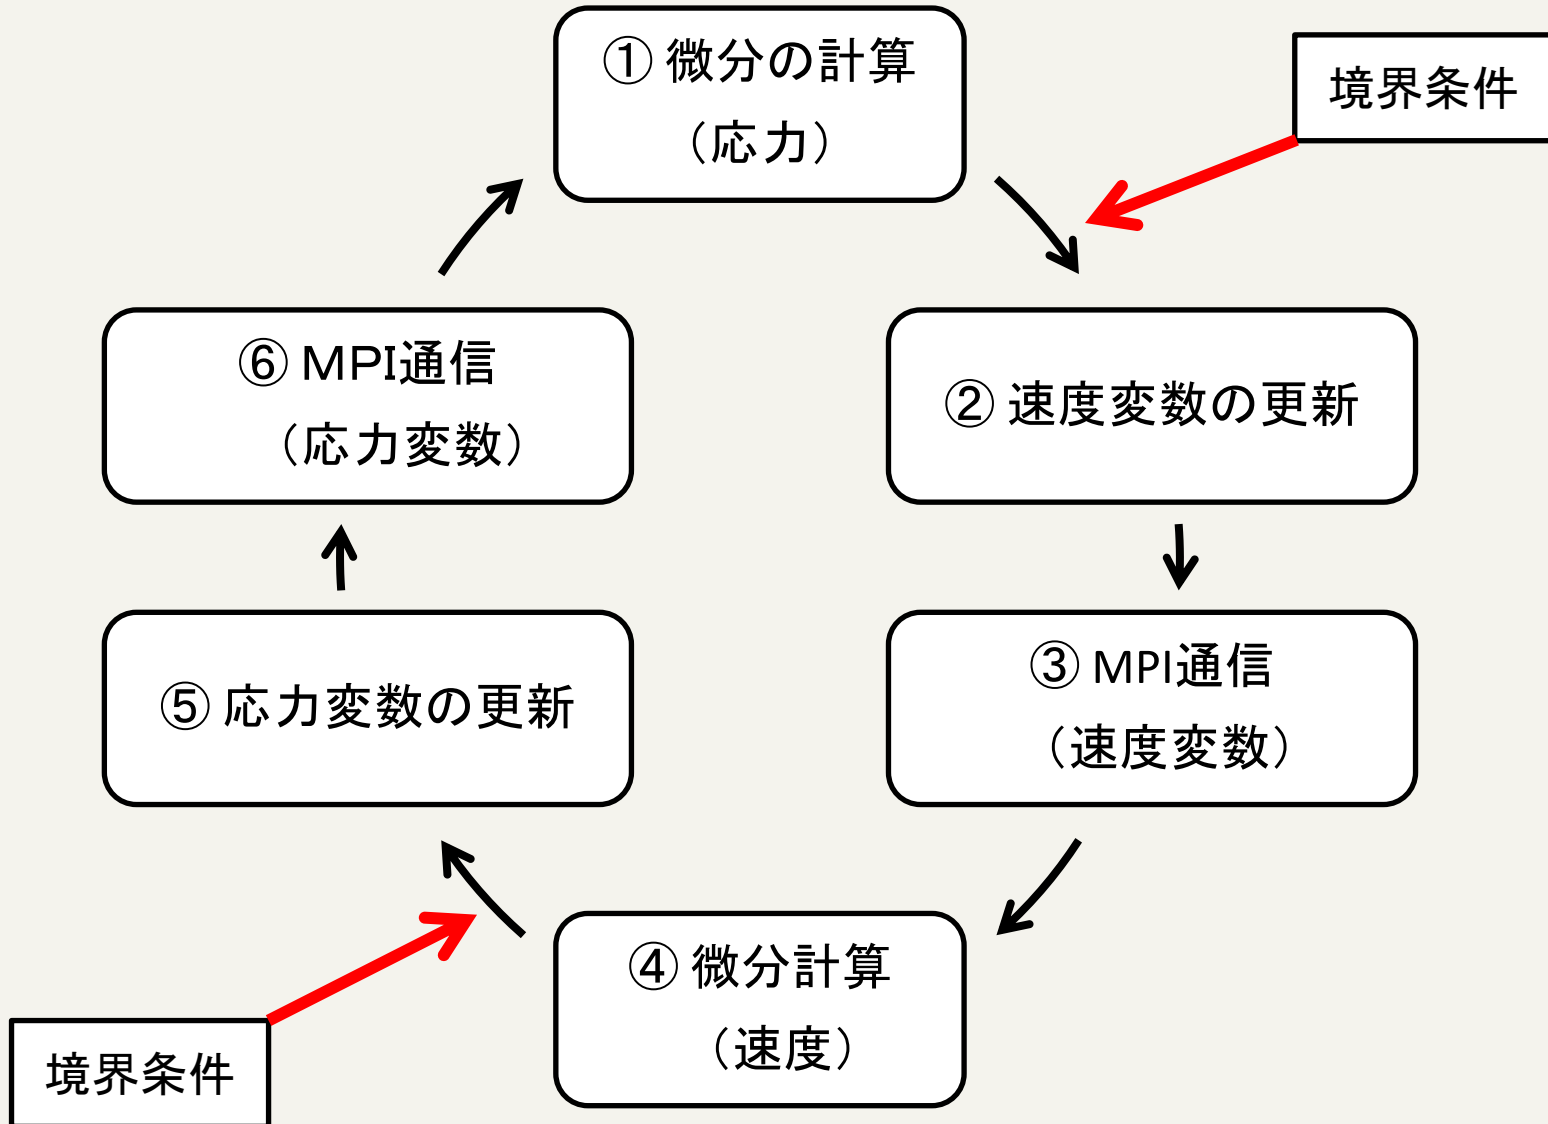 ① 微分の計算
（応力）
境界条件
② 速度変数の更新
③ MPI通信
（速度変数）
④ 微分計算
（速度）
境界条件
⑤ 応力変数の更新
⑥ MPI通信
（応力変数）